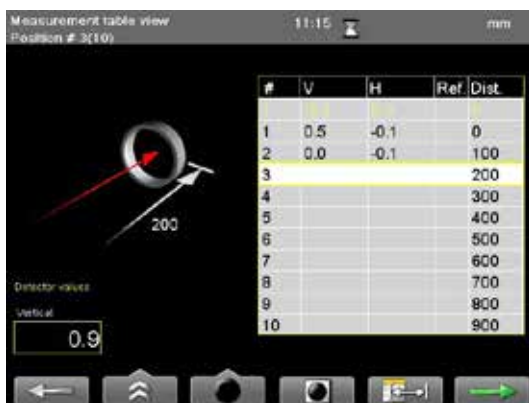 Measurement table view 11:15 mm
Position # 3(10)
# V H Ref. Dist.
1 0.5 -0.1 0
2 0.0 -0.1 100
3 200
4 300
5 400
6 500
7 600
8 700
9 800
10 900
200
Detector values
Vertical
0.9